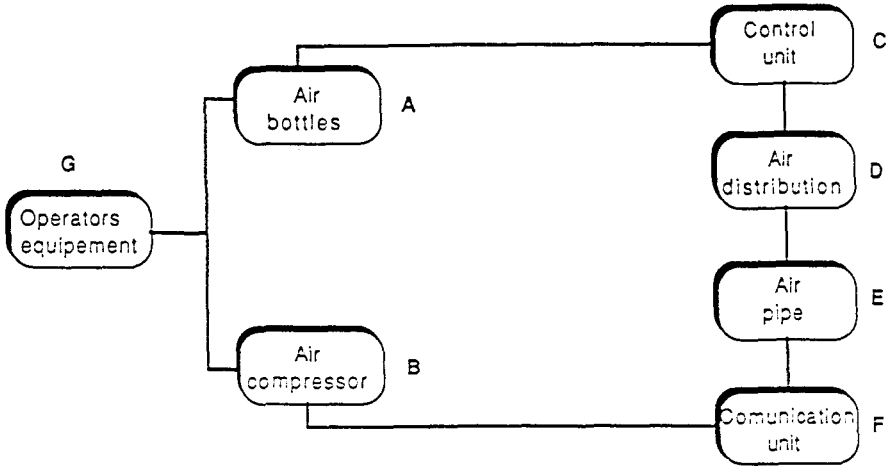 Control
unit
C
Air
bottles
A
Air
distribution
D
G
Operators
equipement
Air
pipe
E
Air
compressor
B
Comunication
unit
F